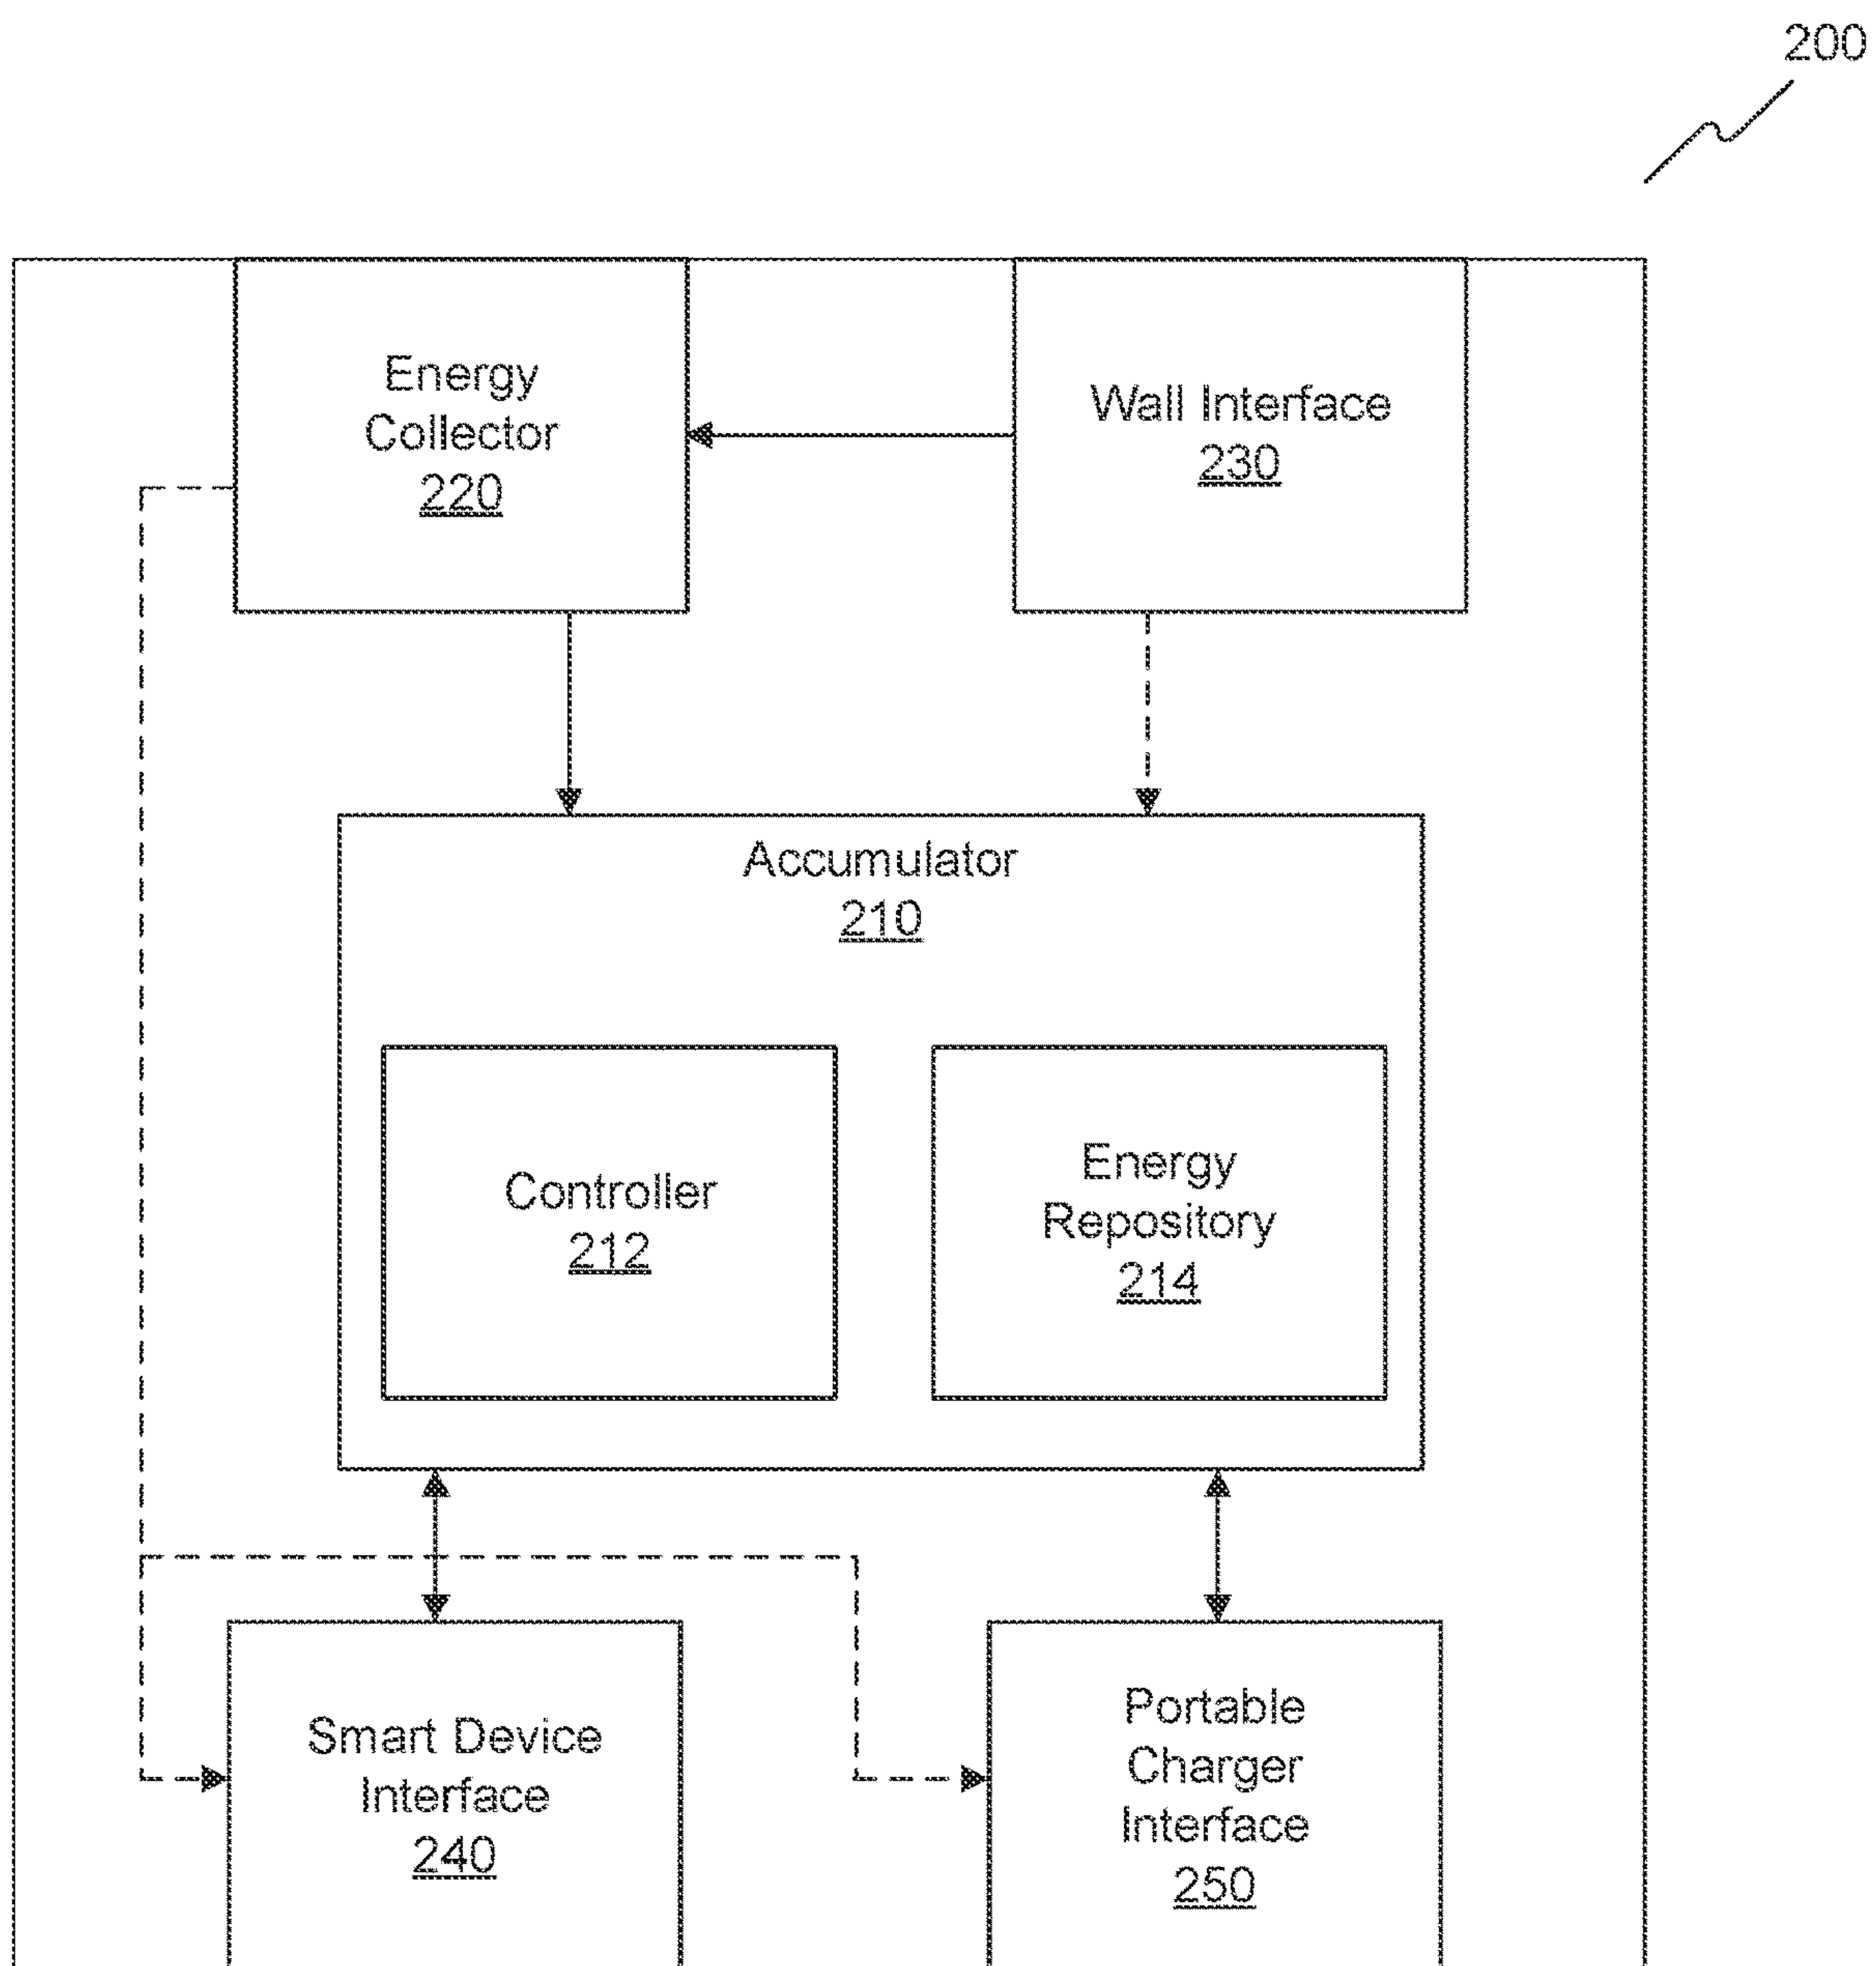 200
Energy
Collector
220
Wall Interface
230
Accumulator
210
Controller
212
Energy
Repository
214
Smart Device
Interface
240
Portable
Charger
Interface
250